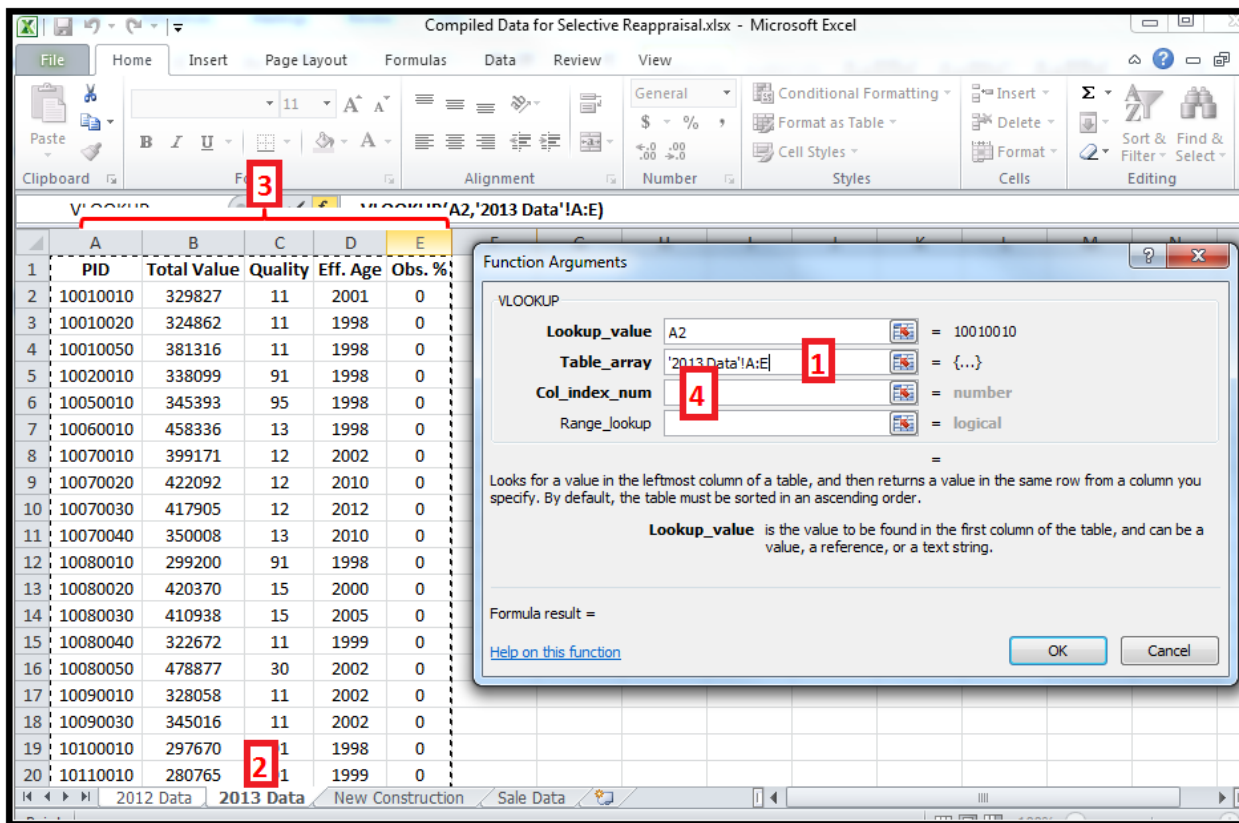 Compiled Data for Selective Reappraisal.xlsx - Microsoft Excel
File Home Insert Page Layout Formulas Data Review View
11 A A General Conditional Formatting Insert Σ
Paste $ % , Format as Table Delete Sort & Find &
B I U A .0 .00 .00 .0 Cell Styles Format Filter Select
Clipboard Alignment Number Styles Cells Editing
3
A2,'2013 Data'!A:E)
A B C D E
1 PID Total Value Quality Eff. Age Obs. %
2 10010010 329827 11 2001 0
3 10010020 324862 11 1998 0
4 10010050 381316 11 1998 0
5 10020010 338099 91 1998 0
6 10050010 345393 95 1998 0
7 10060010 458336 13 1998 0
8 10070010 399171 12 2002 0
9 10070020 422092 12 2010 0
10 10070030 417905 12 2012 0
11 10070040 350008 13 2010 0
12 10080010 299200 91 1998 0
13 10080020 420370 15 2000 0
14 10080030 410938 15 2005 0
15 10080040 322672 11 1999 0
16 10080050 478877 30 2002 0
17 10090010 328058 11 2002 0
18 10090030 345016 11 2002 0
19 10100010 297670 1 1998 0
20 10110010 280765 1 1999 0
2
2012 Data 2013 Data New Construction Sale Data
Function Arguments
VLOOKUP
Lookup_value A2 = 10010010
Table_array '2013 Data'!A:E 1 = {...}
Col_index_num 4 = number
Range_lookup = logical
=
Looks for a value in the leftmost column of a table, and then returns a value in the same row from a column you
specify. By default, the table must be sorted in an ascending order.
Lookup_value is the value to be found in the first column of the table, and can be a
value, a reference, or a text string.
Formula result =
Help on this function OK Cancel